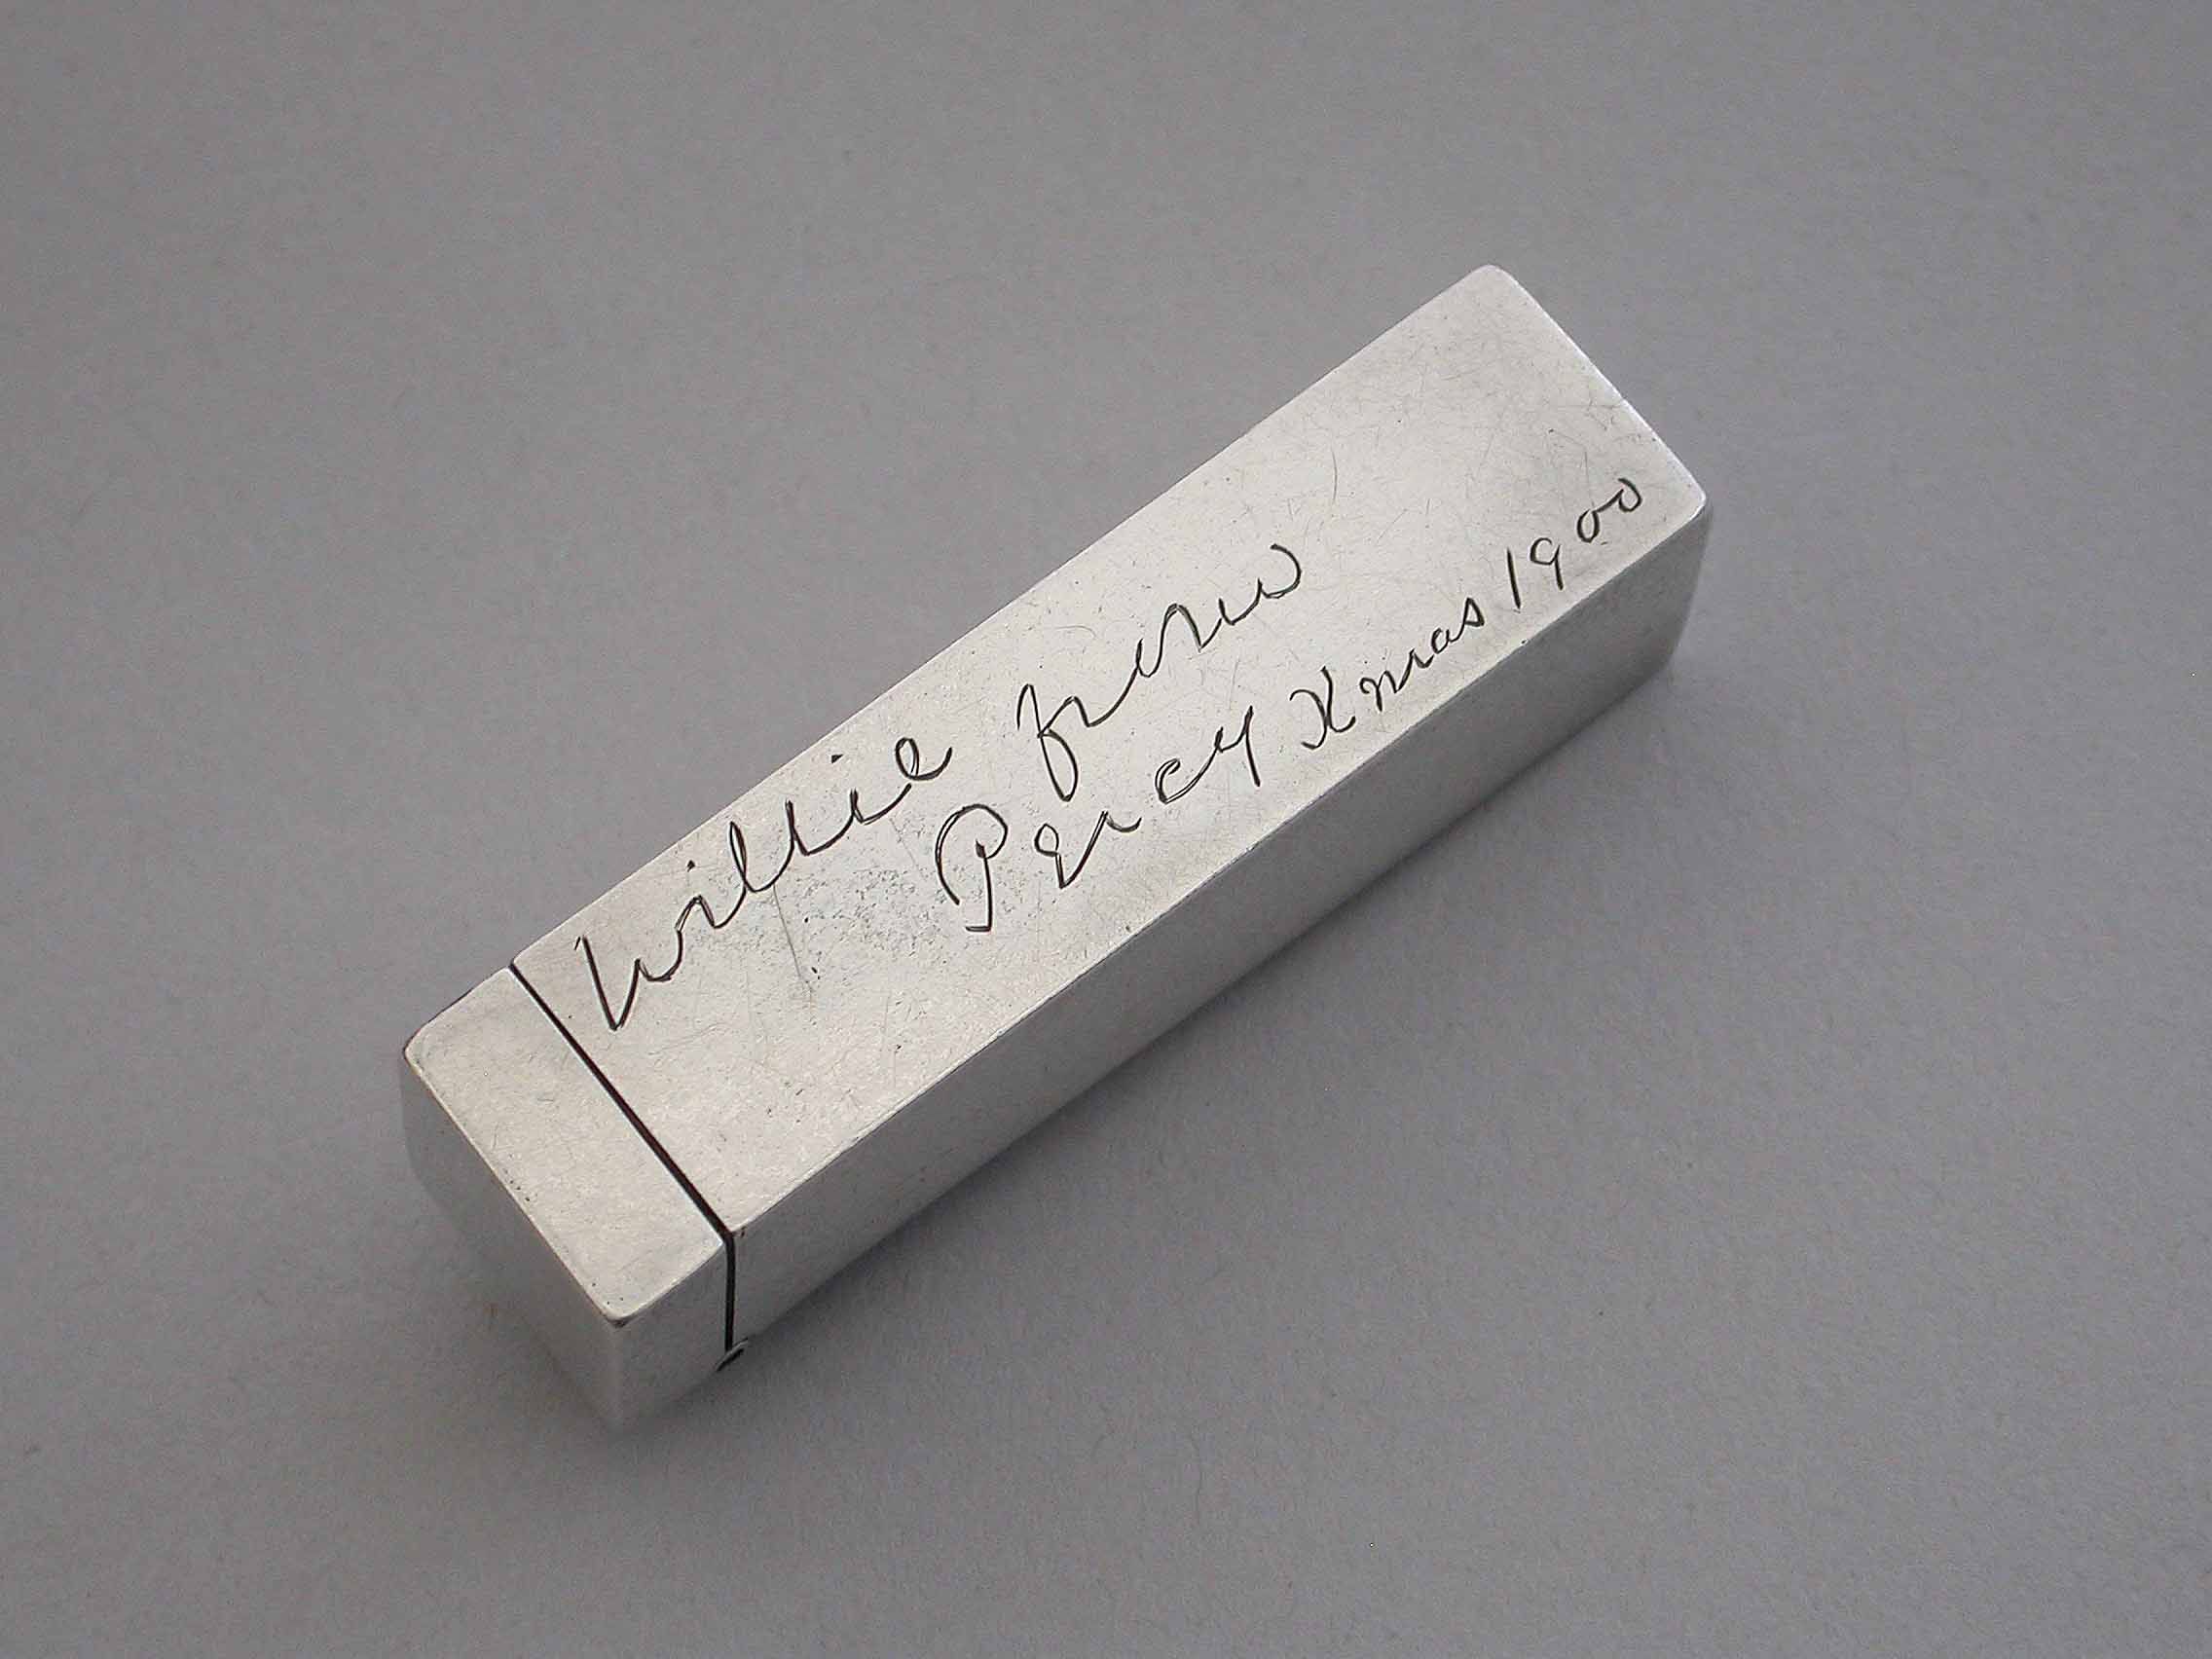 Willie from
Percy Xmas 1900